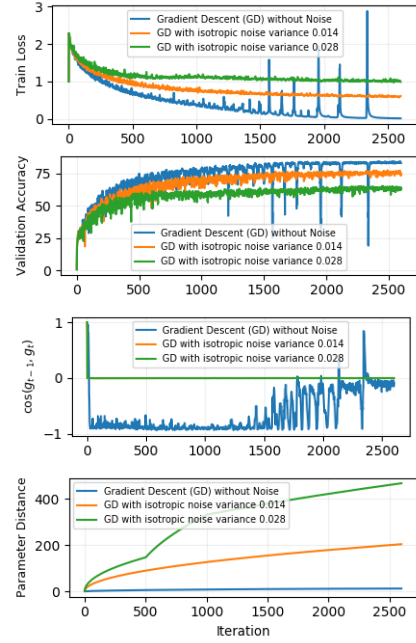 3
2
1
0
Train Loss
Gradient Descent (GD) without Noise
GD with isotropic noise variance 0.014
GD with isotropic noise variance 0.028
0 500 1000 1500 2000 2500
75
50
25
0
Validation Accuracy
Gradient Descent (GD) without Noise
GD with isotropic noise variance 0.014
GD with isotropic noise variance 0.028
0 500 1000 1500 2000 2500
1
0
−1
cos(g_{t−1}, g_t)
Gradient Descent (GD) without Noise
GD with isotropic noise variance 0.014
GD with isotropic noise variance 0.028
0 500 1000 1500 2000 2500
400
200
0
Parameter Distance
Gradient Descent (GD) without Noise
GD with isotropic noise variance 0.014
GD with isotropic noise variance 0.028
0 500 1000 1500 2000 2500
Iteration